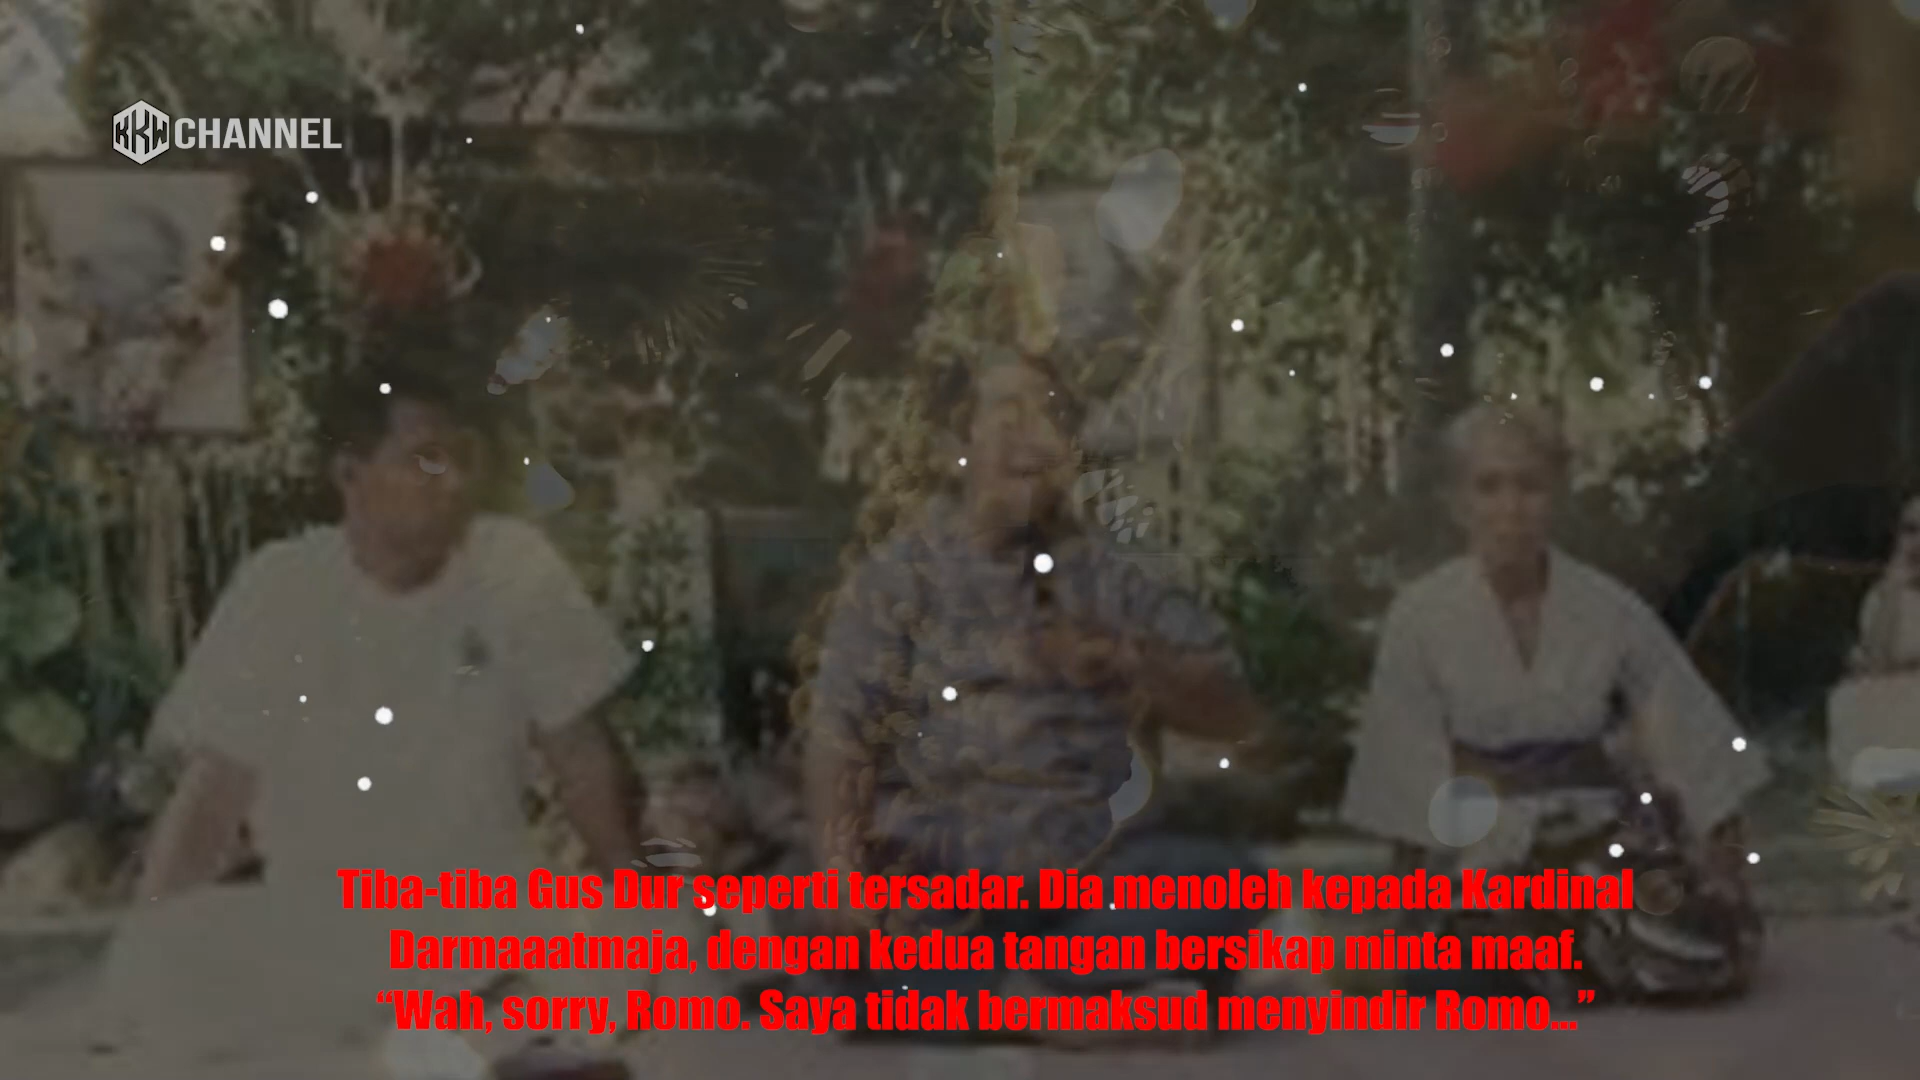 KKW CHANNEL
Tiba-tiba Gus Dur seperti tersadar. Dia menoleh kepada Kardinal
Darmaaatmaja, dengan kedua tangan bersikap minta maaf.
“Wah, sorry, Romo. Saya tidak bermaksud menyindir Romo...”